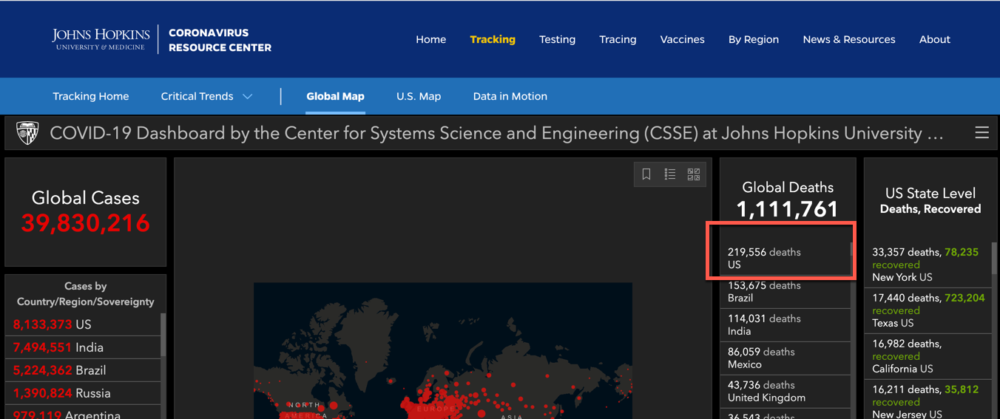 JOHNS HOPKINS
UNIVERSITY & MEDICINE
CORONAVIRUS
RESOURCE CENTER
Home
Tracking
Testing
Tracing
Vaccines
By Region
News & Resources
About
Tracking Home
Critical Trends
Global Map
U.S. Map
Data in Motion
COVID-19 Dashboard by the Center for Systems Science and Engineering (CSSE) at Johns Hopkins University ...
Global Cases
39,830,216
Cases by
Country/Region/Sovereignty
8,133,373 US
7,494,551 India
5,224,362 Brazil
1,390,824 Russia
979,119 Argentina
NORTH
AMERICA
EUROPE
ASIA
Global Deaths
1,111,761
219,556 deaths
US
153,675 deaths
Brazil
114,031 deaths
India
86,059 deaths
Mexico
43,736 deaths
United Kingdom
36,543 deaths
US State Level
Deaths, Recovered
33,357 deaths, 78,235
recovered
New York US
17,440 deaths, 723,204
recovered
Texas US
16,982 deaths,
recovered
California US
16,211 deaths, 35,812
recovered
New Jersey US